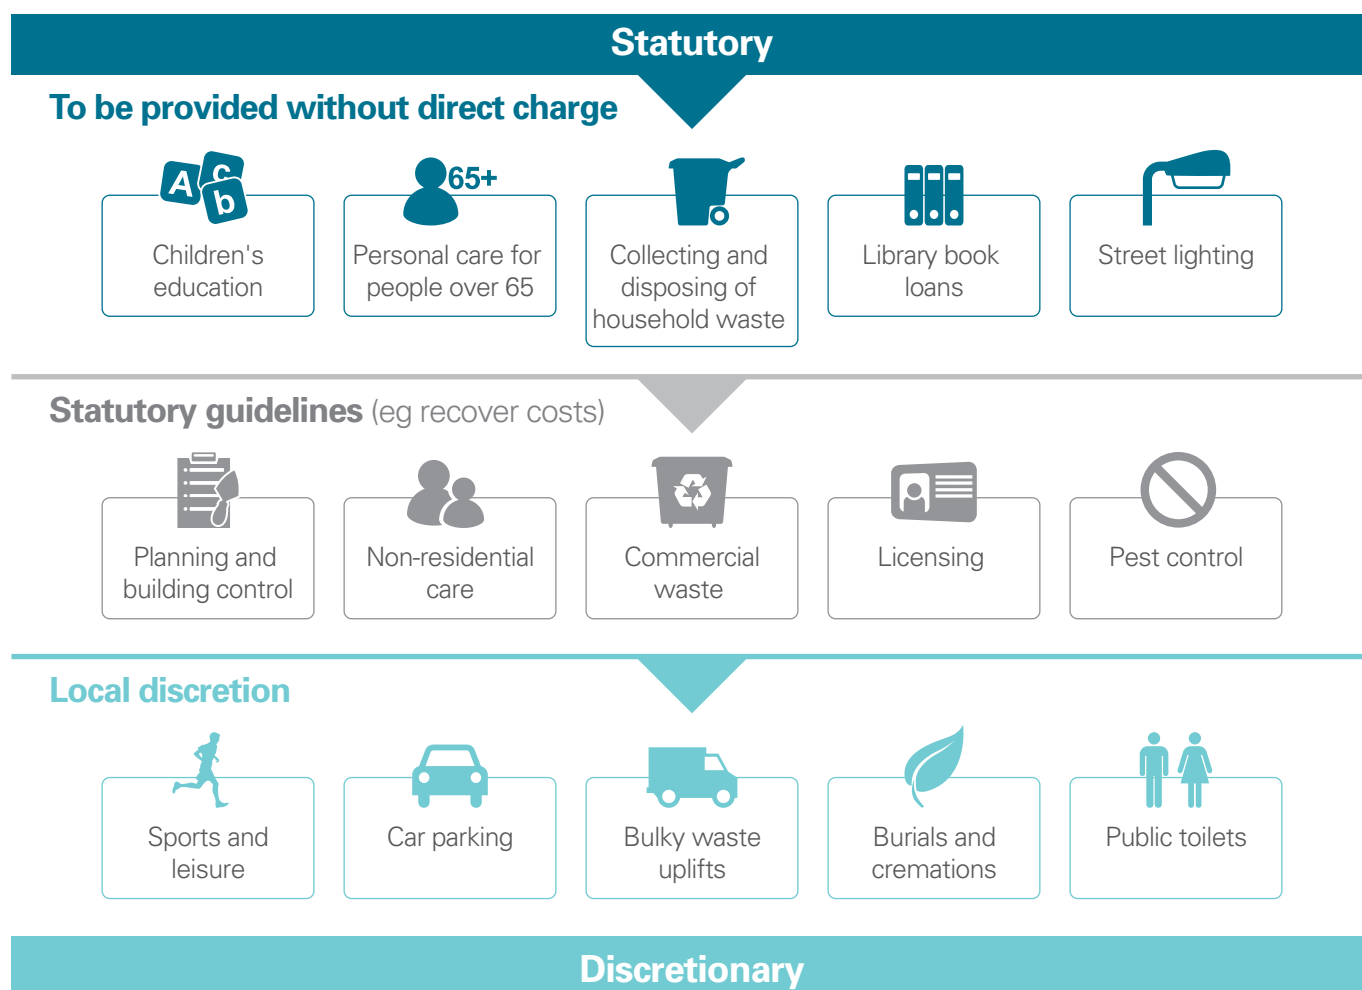 Statutory
To be provided without direct charge
A c b
65+
Children's
education
Personal care for
people over 65
Collecting and
disposing of
household waste
Library book
loans
Street lighting
Statutory guidelines (eg recover costs)
Planning and
building control
Non-residential
care
Commercial
waste
Licensing
Pest control
Local discretion
Sports and
leisure
Car parking
Bulky waste
uplifts
Burials and
cremations
Public toilets
Discretionary